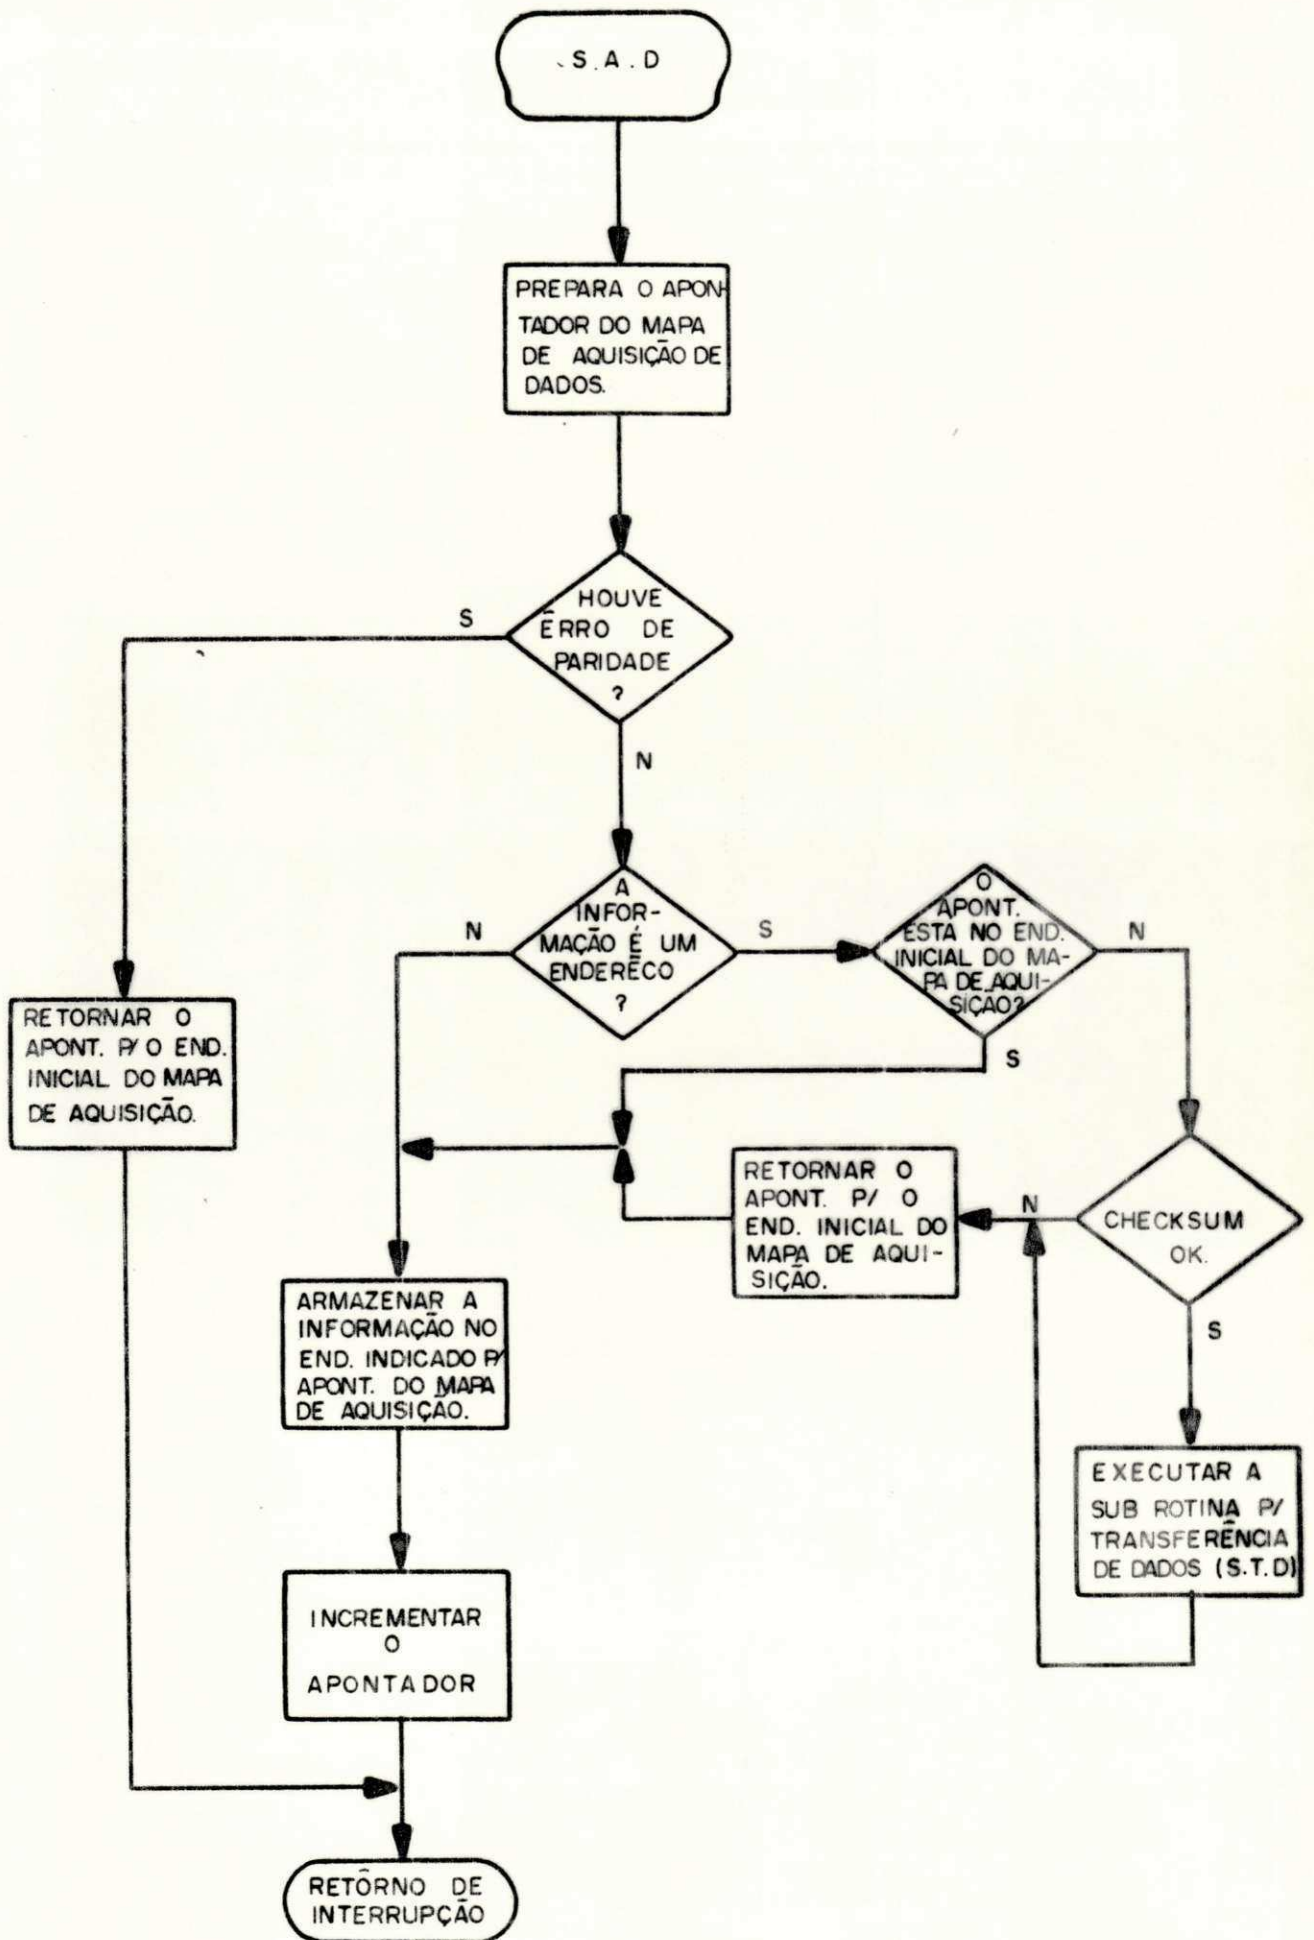 S.A.D
PREPARA O APON-
TADOR DO MAPA
DE AQUISIÇÃO DE
DADOS.
HOUVE
ÊRRO DE
PARIDADE
?
S
N
A
INFOR-
MAÇÃO É UM
ENDERÊCO
?
N
S
O
APONT.
ESTA NO END.
INICIAL DO MA-
PA DE AQUI-
SIÇÃO?
N
S
RETORNAR O
APONT. P/ O END.
INICIAL DO MAPA
DE AQUISIÇÃO.
RETORNAR O
APONT. P/ O
END. INICIAL DO
MAPA DE AQUI-
SIÇÃO.
N
CHECKSUM
OK.
S
ARMAZENAR A
INFORMAÇÃO NO
END. INDICADO P/
APONT. DO MAPA
DE AQUISIÇÃO.
EXECUTAR A
SUB ROTINA P/
TRANSFERÊNCIA
DE DADOS (S.T.D)
INCREMENTAR
O
APONTADOR
RETÔRNO DE
INTERRUPÇÃO